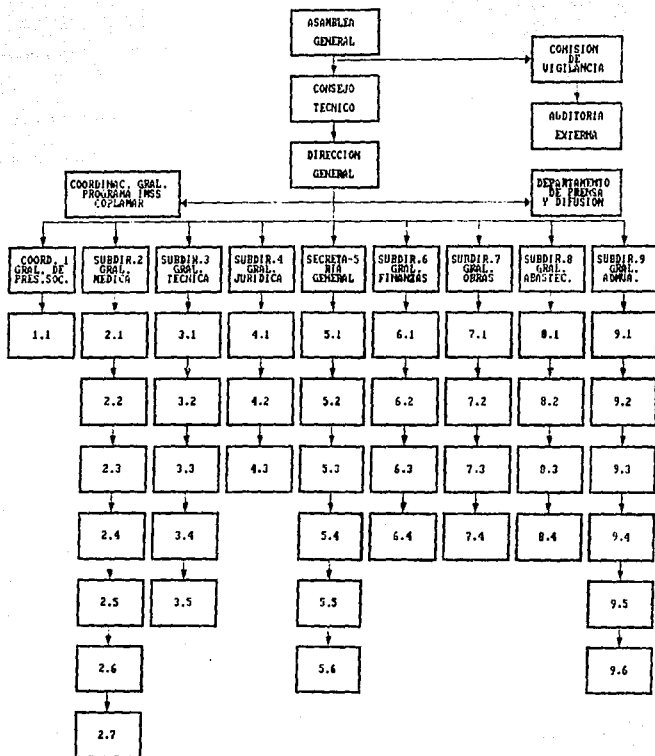 ASAMBLEA
GENERAL
COMISION
DE
VIGILANCIA
CONSEJO
TECNICO
AUDITORIA
EXTERNA
DIRECCION
GENERAL
COORDINAC. GRAL.
PROGRAMA IMSS
COPLAMAR
DEPARTAMENTO
DE PRENSA
Y DIFUSION
COORD. 1
GRAL. DE
PRES.SOC.
SUBDIR.2
GRAL.
MEDICA
SUBDIR.3
GRAL.
TECNICA
SUBDIR.4
GRAL.
JURIDICA
SECRETA-5
RIA
GENERAL
SUBDIR.6
GRAL.
FINANZAS
SUBDIR.7
GRAL.
OBRAS
SUBDIR.8
GRAL.
ABASTEC.
SUBDIR.9
GRAL.
ADMVA.
1.1 2.1 3.1 4.1 5.1 6.1 7.1 8.1 9.1
2.2 3.2 4.2 5.2 6.2 7.2 8.2 9.2
2.3 3.3 4.3 5.3 6.3 7.3 8.3 9.3
2.4 3.4 5.4 6.4 7.4 8.4 9.4
2.5 3.5 5.5 9.5
2.6 5.6 9.6
2.7